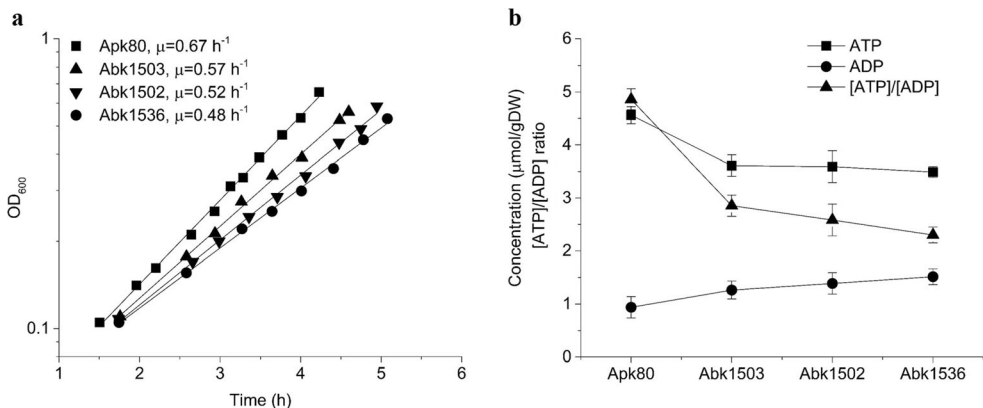 a
Apk80, μ=0.67 h⁻¹
Abk1503, μ=0.57 h⁻¹
Abk1502, μ=0.52 h⁻¹
Abk1536, μ=0.48 h⁻¹
1
0.1
OD₆₀₀
1 2 3 4 5 6
Time (h)
b
ATP
ADP
[ATP]/[ADP]
6
5
4
3
2
1
0
Concentration (μmol/gDW)
[ATP]/[ADP] ratio
Apk80 Abk1503 Abk1502 Abk1536